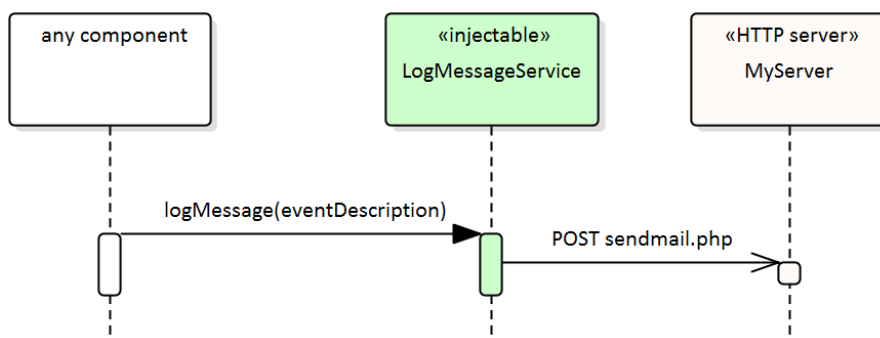 any component
«injectable»
LogMessageService
«HTTP server»
MyServer
logMessage(eventDescription)
POST sendmail.php